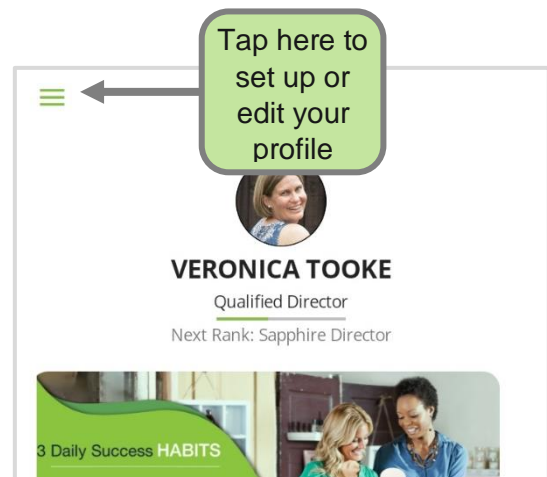 Tap here to
set up or
edit your
profile
VERONICA TOOKE
Qualified Director
Next Rank: Sapphire Director
3 Daily Success HABITS